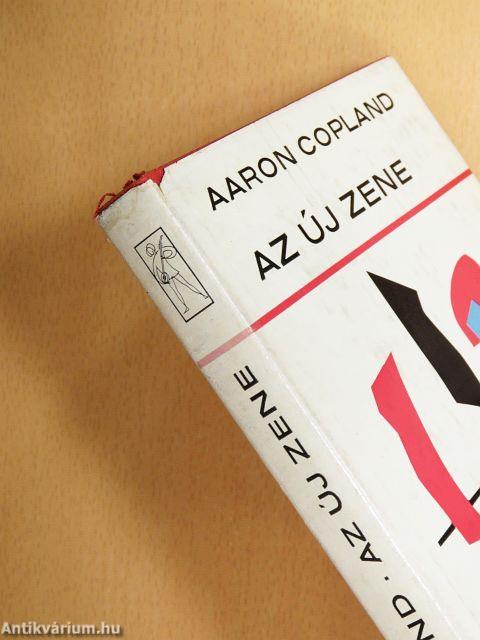 AARON COPLAND
AZ ÚJ ZENE
ND · AZ ÚJ ZENE
Antikvárium.hu